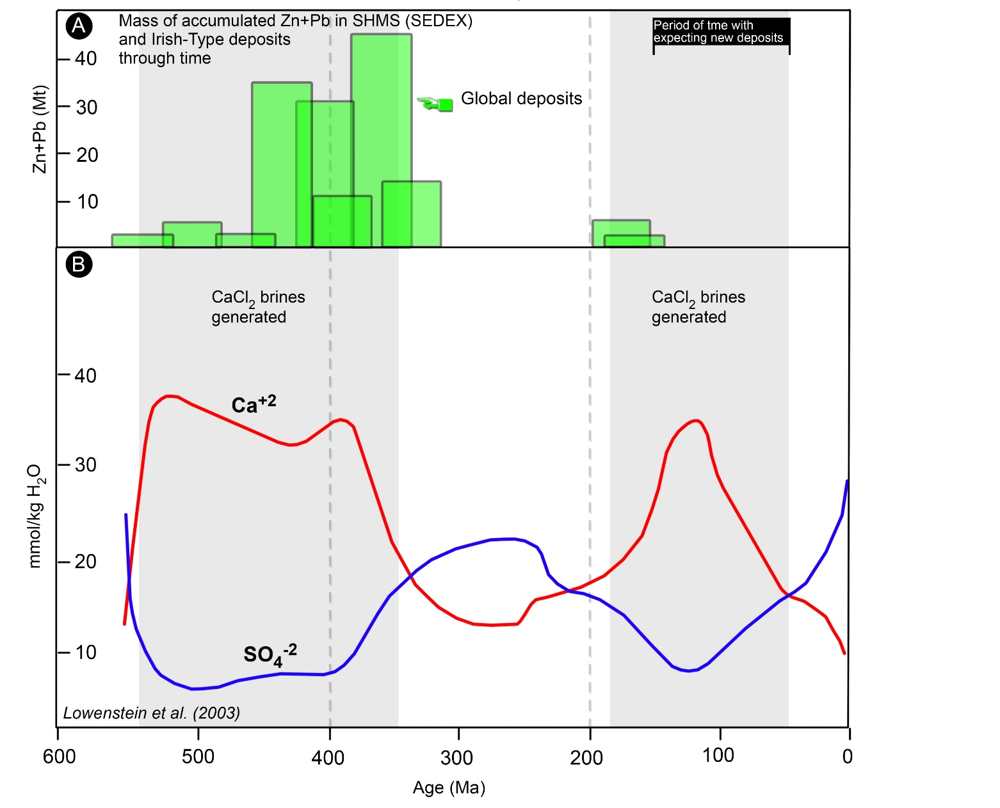 A
Mass of accumulated Zn+Pb in SHMS (SEDEX)
and Irish-Type deposits
through time
Period of tme with
expecting new deposits
Global deposits
Zn+Pb (Mt)
40
30
20
10
B
CaCl2 brines
generated
CaCl2 brines
generated
mmol/kg H2O
40
30
20
10
Ca+2
SO4-2
Lowenstein et al. (2003)
600 500 400 300 200 100 0
Age (Ma)